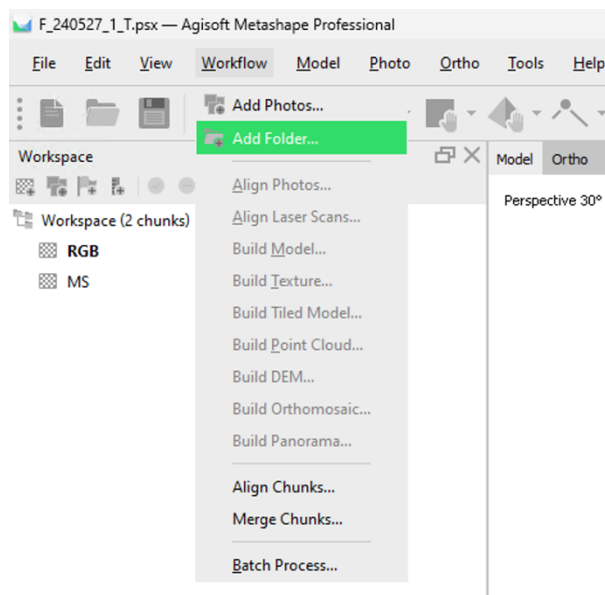 F_240527_1_T.psx — Agisoft Metashape Professional
File Edit View Workflow Model Photo Ortho Tools Help
Add Photos...
Add Folder...
Workspace
Model Ortho
Align Photos...
Perspective 30°
Workspace (2 chunks)
Align Laser Scans...
RGB
Build Model...
MS
Build Texture...
Build Tiled Model...
Build Point Cloud...
Build DEM...
Build Orthomosaic...
Build Panorama...
Align Chunks...
Merge Chunks...
Batch Process...